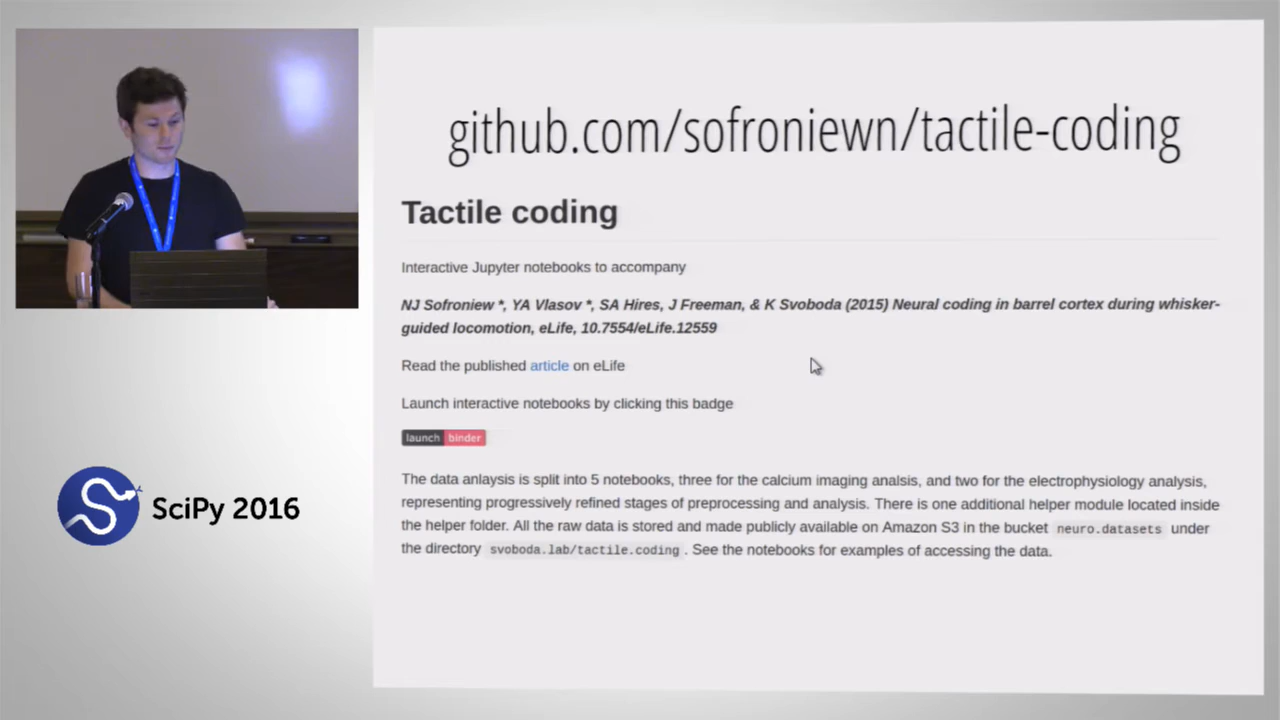 github.com/sofroniewn/tactile-coding
Tactile coding
Interactive Jupyter notebooks to accompany
NJ Sofroniew *, YA Vlasov *, SA Hires, J Freeman, & K Svoboda (2015) Neural coding in barrel cortex during whisker-
guided locomotion, eLife, 10.7554/eLife.12559
Read the published article on eLife
Launch interactive notebooks by clicking this badge
launch binder
The data anlaysis is split into 5 notebooks, three for the calcium imaging analsis, and two for the electrophysiology analysis,
representing progressively refined stages of preprocessing and analysis. There is one additional helper module located inside
the helper folder. All the raw data is stored and made publicly available on Amazon S3 in the bucket neuro.datasets under
the directory svoboda.lab/tactile.coding . See the notebooks for examples of accessing the data.
SciPy 2016